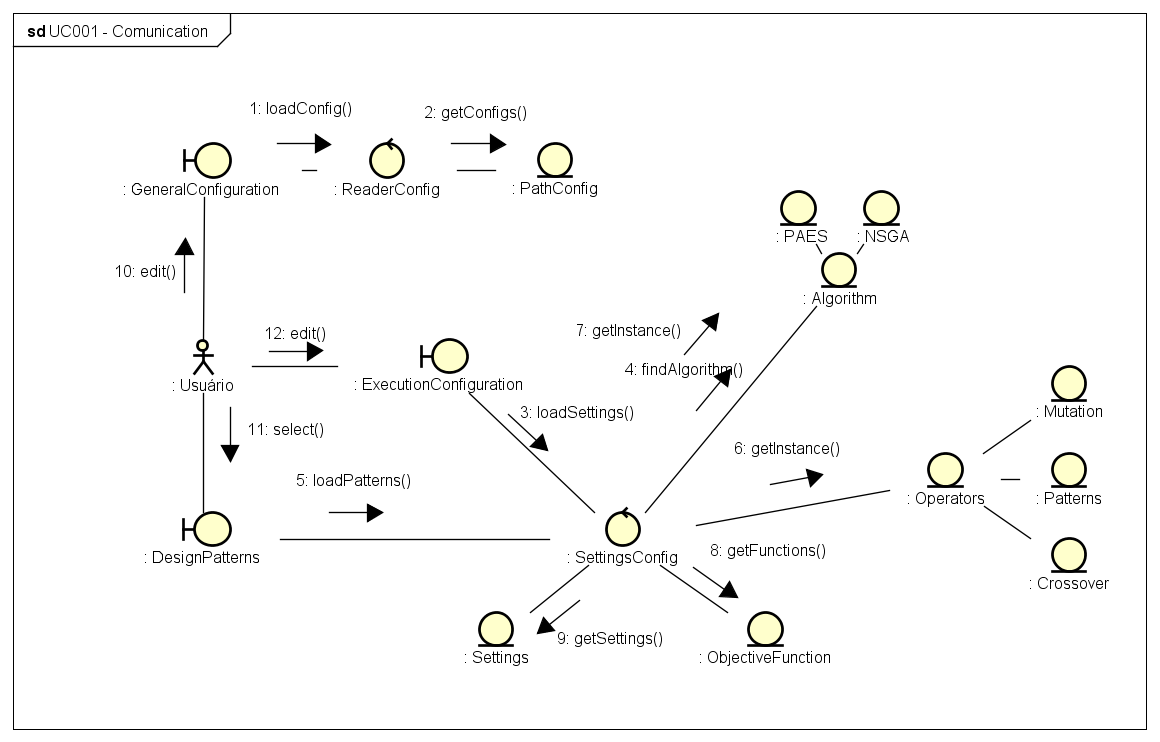 sd UC001 - Comunication
1: loadConfig()
2: getConfigs()
: GeneralConfiguration
: ReaderConfig
: PathConfig
: PAES
: NSGA
10: edit()
: Algorithm
12: edit()
7: getInstance()
4: findAlgorithm()
: Usuário
: ExecutionConfiguration
3: loadSettings()
: Mutation
11: select()
6: getInstance()
5: loadPatterns()
: Operators
: Patterns
: DesignPatterns
: SettingsConfig
8: getFunctions()
: Crossover
9: getSettings()
: Settings
: ObjectiveFunction